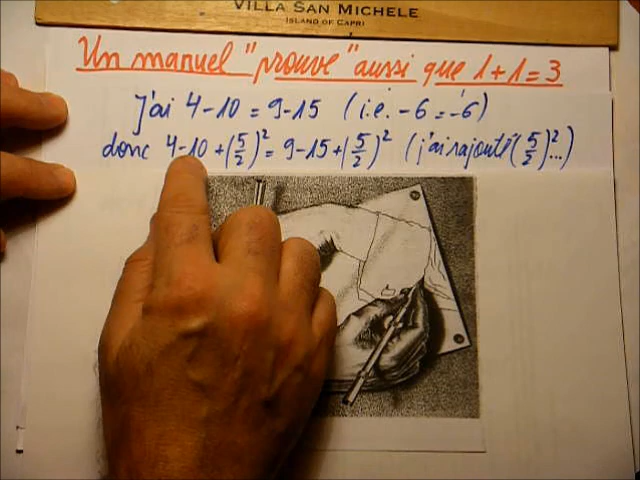 VILLA SAN MICHELE
ISLAND OF CAPRI
Un manuel "prouve" aussi que 1+1=3
J'ai 4-10 = 9-15 (i.e. -6 = -6)
donc 4-10 + (5/2)² = 9-15 + (5/2)² (j'ai rajouté (5/2)²...)